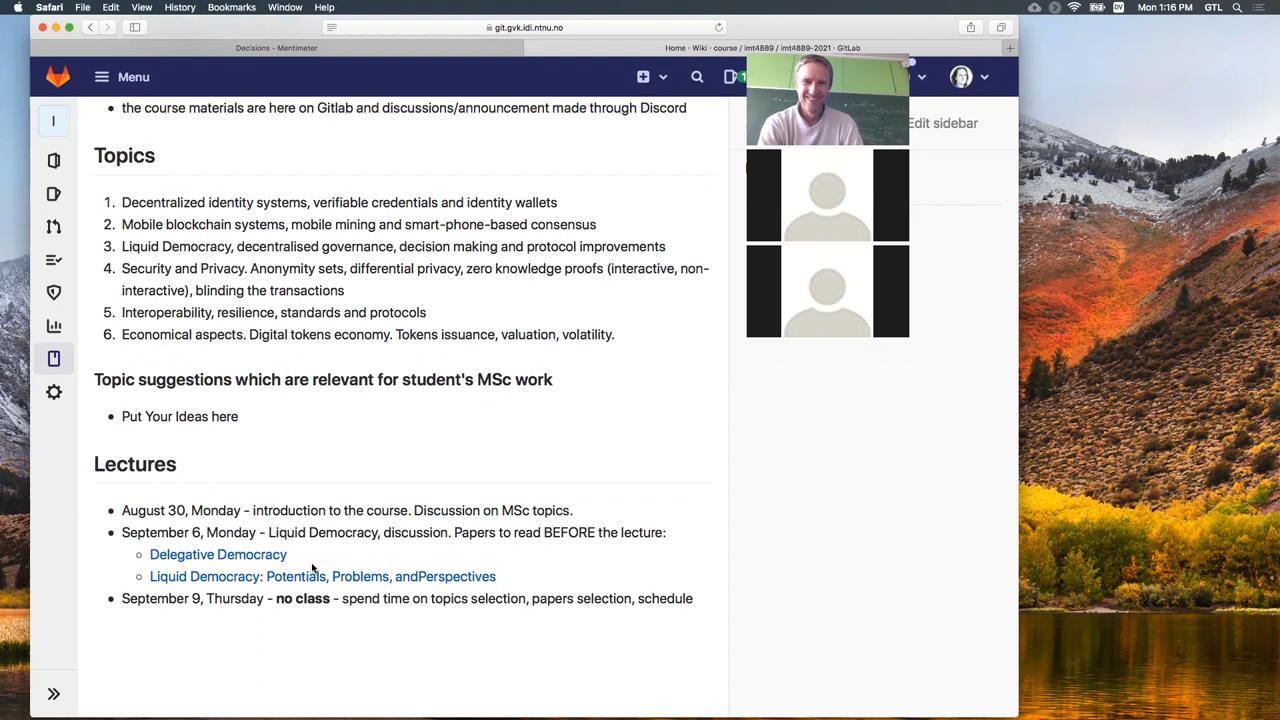 Safari File Edit View History Bookmarks Window Help DV Mon 1:16 PM GTL
git.gvk.idi.ntnu.no
Decisions - Mentimeter
Home · Wiki · course / imt4889 / imt4889-2021 · GitLab
Menu
1
I
Edit sidebar
• the course materials are here on Gitlab and discussions/announcement made through Discord
Topics
1. Decentralized identity systems, verifiable credentials and identity wallets
2. Mobile blockchain systems, mobile mining and smart-phone-based consensus
3. Liquid Democracy, decentralised governance, decision making and protocol improvements
4. Security and Privacy. Anonymity sets, differential privacy, zero knowledge proofs (interactive, non-
interactive), blinding the transactions
5. Interoperability, resilience, standards and protocols
6. Economical aspects. Digital tokens economy. Tokens issuance, valuation, volatility.
Topic suggestions which are relevant for student's MSc work
• Put Your Ideas here
Lectures
• August 30, Monday - introduction to the course. Discussion on MSc topics.
• September 6, Monday - Liquid Democracy, discussion. Papers to read BEFORE the lecture:
◦ Delegative Democracy
◦ Liquid Democracy: Potentials, Problems, andPerspectives
• September 9, Thursday - no class - spend time on topics selection, papers selection, schedule